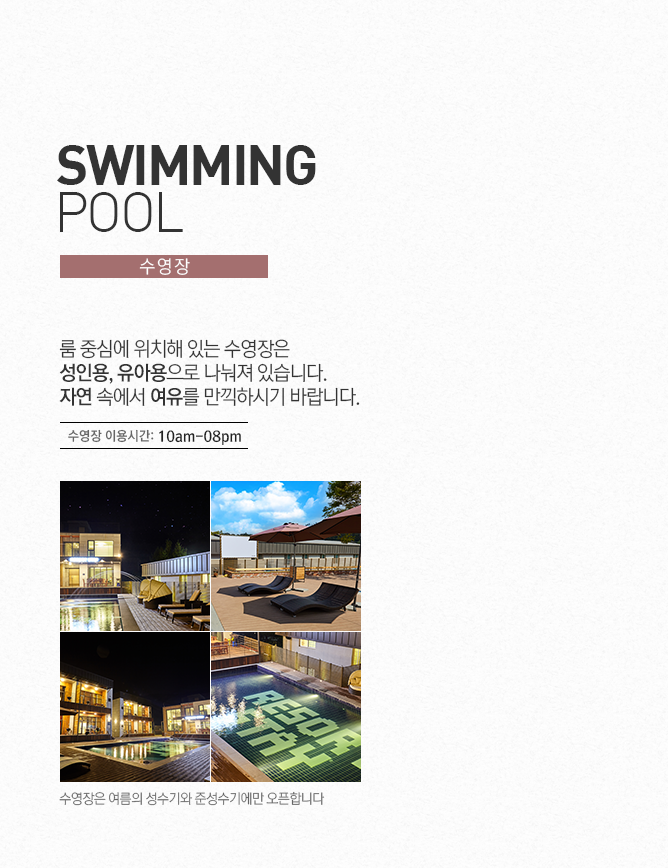 SWIMMING
POOL
수영장
룸 중심에 위치해 있는 수영장은
성인용, 유아용으로 나눠져 있습니다.
자연 속에서 여유를 만끽하시기 바랍니다.
수영장 이용시간: 10am-08pm
RESORT
수영장은 여름의 성수기와 준성수기에만 오픈합니다